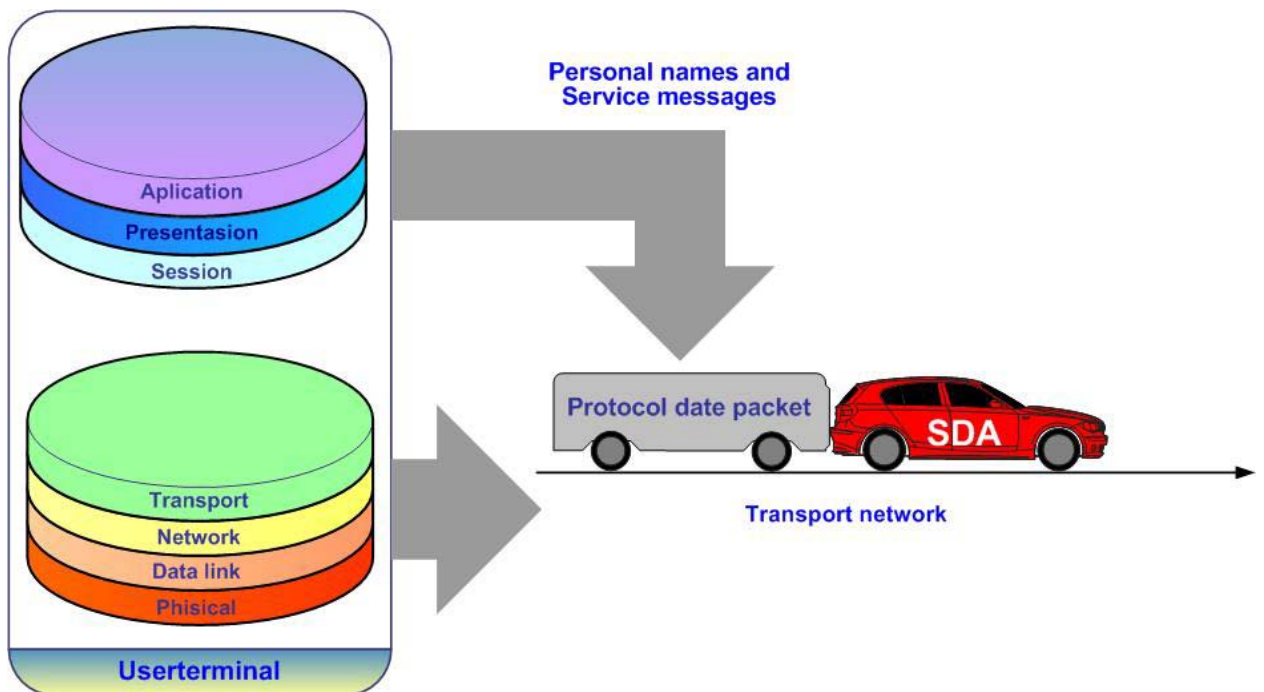 Aplication
Presentasion
Session
Transport
Network
Data link
Phisical
Userterminal
Personal names and
Service messages
Protocol date packet
SDA
Transport network